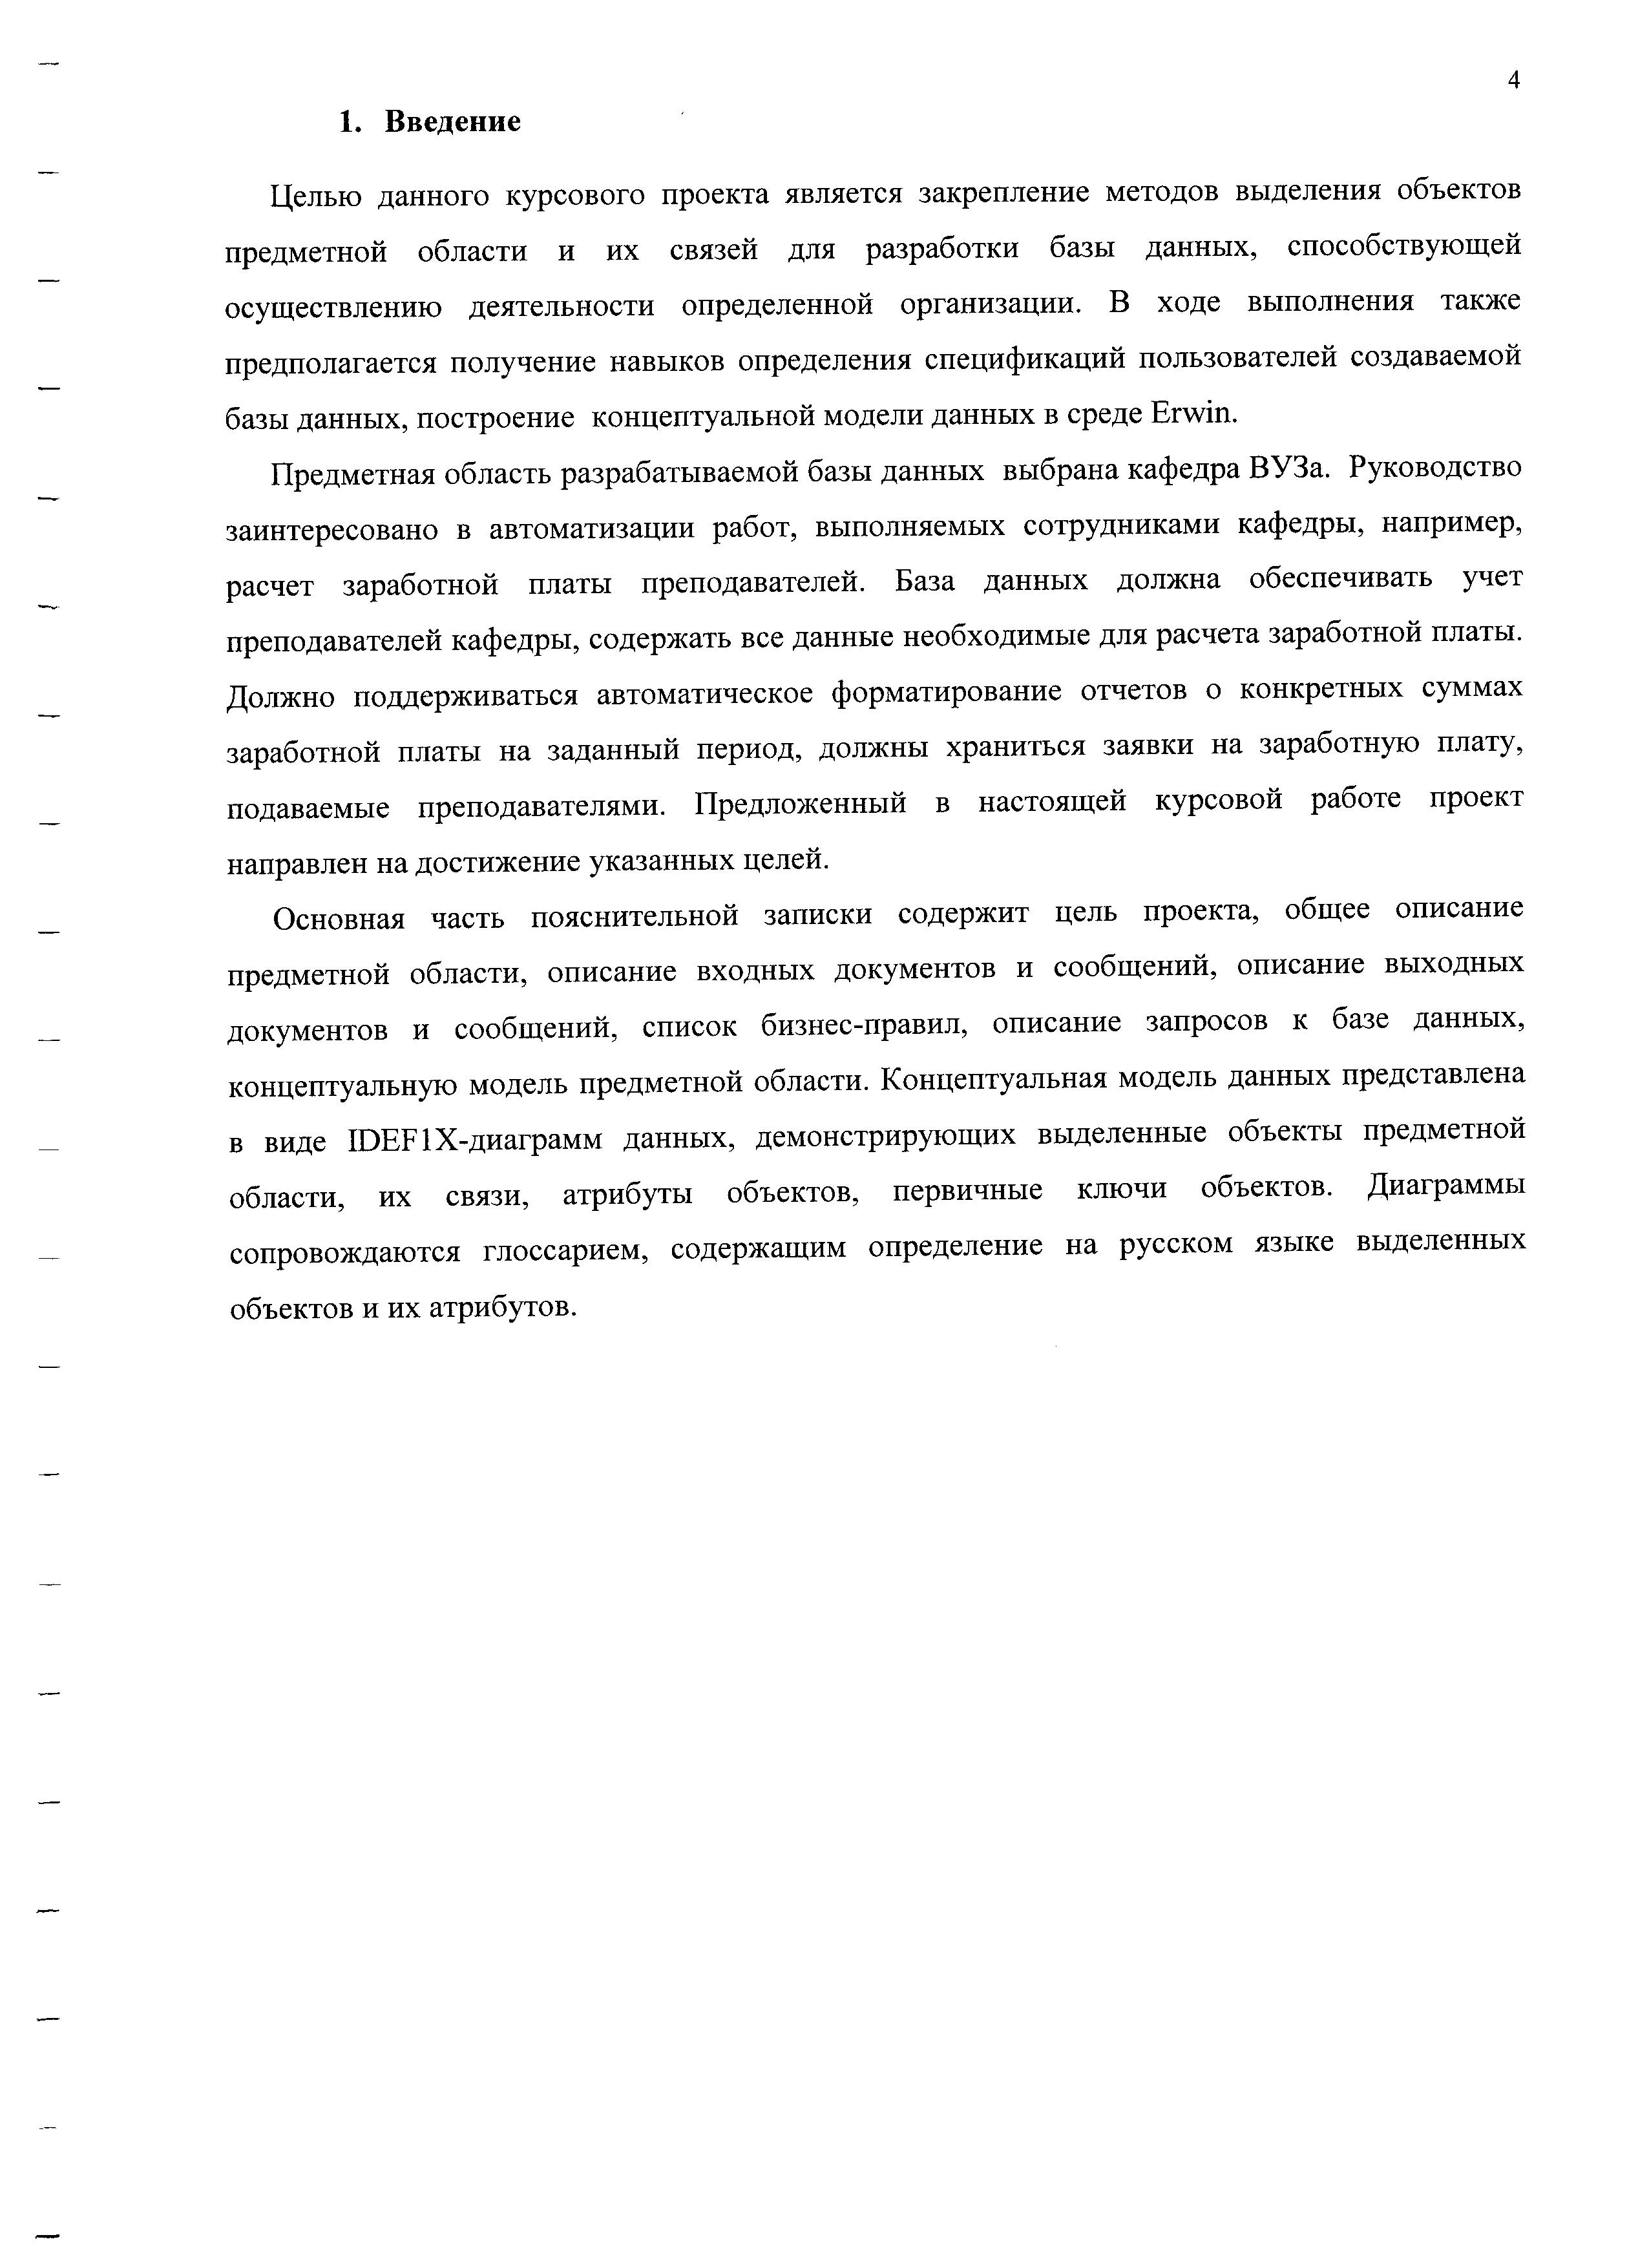 4
1. Введение
Целью данного курсового проекта является закрепление методов выделения объектов
предметной области и их связей для разработки базы данных, способствующей
осуществлению деятельности определенной организации. В ходе выполнения также
предполагается получение навыков определения спецификаций пользователей создаваемой
базы данных, построение концептуальной модели данных в среде Erwin.
Предметная область разрабатываемой базы данных выбрана кафедра ВУЗа. Руководство
заинтересовано в автоматизации работ, выполняемых сотрудниками кафедры, например,
расчет заработной платы преподавателей. База данных должна обеспечивать учет
преподавателей кафедры, содержать все данные необходимые для расчета заработной платы.
Должно поддерживаться автоматическое форматирование отчетов о конкретных суммах
заработной платы на заданный период, должны храниться заявки на заработную плату,
подаваемые преподавателями. Предложенный в настоящей курсовой работе проект
направлен на достижение указанных целей.
Основная часть пояснительной записки содержит цель проекта, общее описание
предметной области, описание входных документов и сообщений, описание выходных
документов и сообщений, список бизнес-правил, описание запросов к базе данных,
концептуальную модель предметной области. Концептуальная модель данных представлена
в виде IDEF1X-диаграмм данных, демонстрирующих выделенные объекты предметной
области, их связи, атрибуты объектов, первичные ключи объектов. Диаграммы
сопровождаются глоссарием, содержащим определение на русском языке выделенных
объектов и их атрибутов.